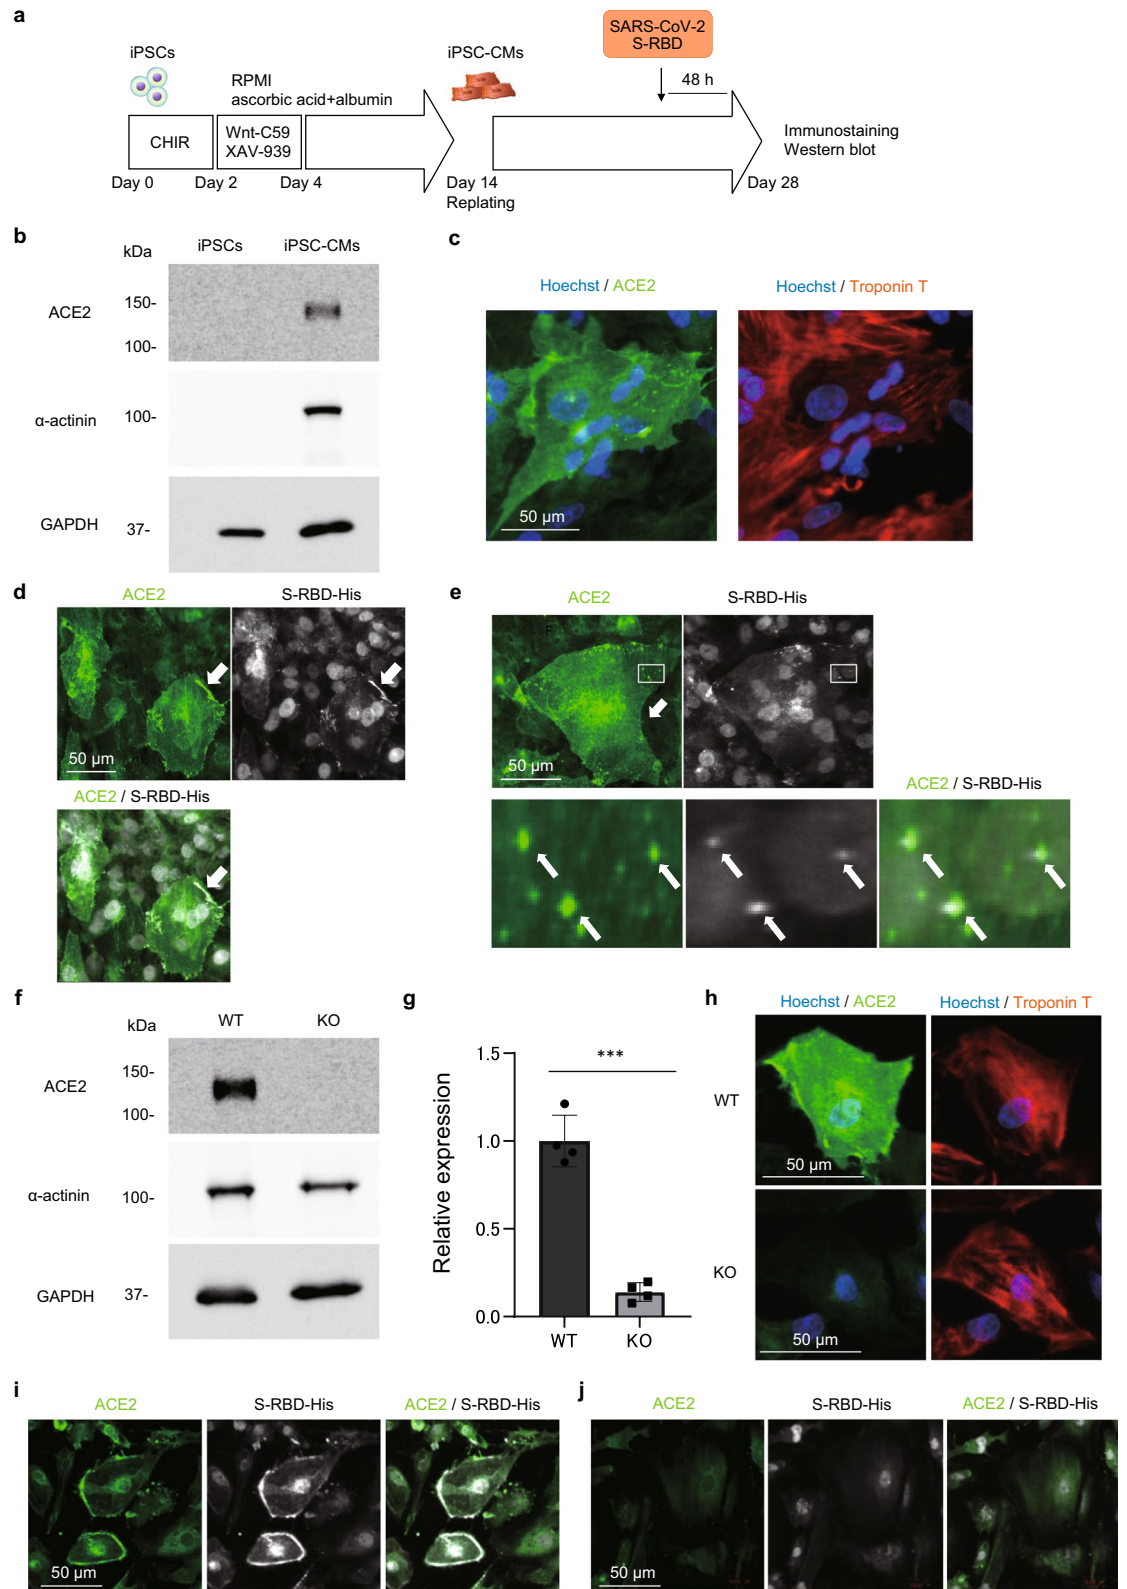 a
SARS-CoV-2
S-RBD
iPSCs
iPSC-CMs
RPMI
ascorbic acid+albumin
48 h
CHIR
Wnt-C59
XAV-939
Immunostaining
Western blot
Day 0
Day 2
Day 4
Day 14
Replating
Day 28
b
kDa
iPSCs
iPSC-CMs
ACE2
150-
100-
α-actinin
100-
GAPDH
37-
c
Hoechst / ACE2
Hoechst / Troponin T
50 µm
d
ACE2
S-RBD-His
50 µm
ACE2 / S-RBD-His
e
ACE2
S-RBD-His
F
50 µm
ACE2 / S-RBD-His
f
kDa
WT
KO
ACE2
150-
100-
α-actinin
100-
GAPDH
37-
g
Relative expression
1.5
1.0
0.5
0.0
***
WT
KO
h
Hoechst / ACE2
Hoechst / Troponin T
WT
50 µm
KO
50 µm
i
ACE2
S-RBD-His
ACE2 / S-RBD-His
50 µm
j
ACE2
S-RBD-His
ACE2 / S-RBD-His
50 µm